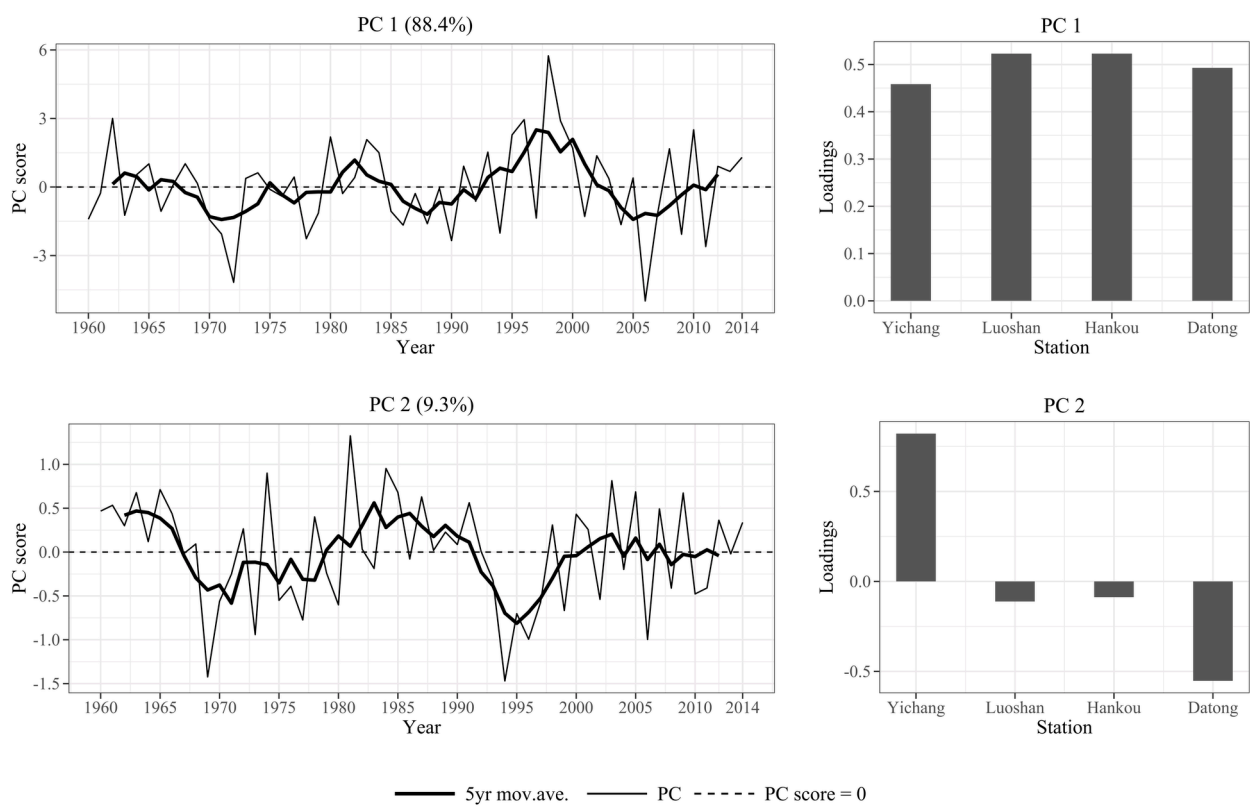 PC 1 (88.4%)
PC 1
PC score
6
3
0
-3
1960 1965 1970 1975 1980 1985 1990 1995 2000 2005 2010 2014
Year
Loadings
0.5
0.4
0.3
0.2
0.1
0.0
Yichang Luoshan Hankou Datong
Station
PC 2 (9.3%)
PC 2
PC score
1.0
0.5
0.0
-0.5
-1.0
-1.5
1960 1965 1970 1975 1980 1985 1990 1995 2000 2005 2010 2014
Year
Loadings
0.5
0.0
-0.5
Yichang Luoshan Hankou Datong
Station
5yr mov.ave. PC PC score = 0